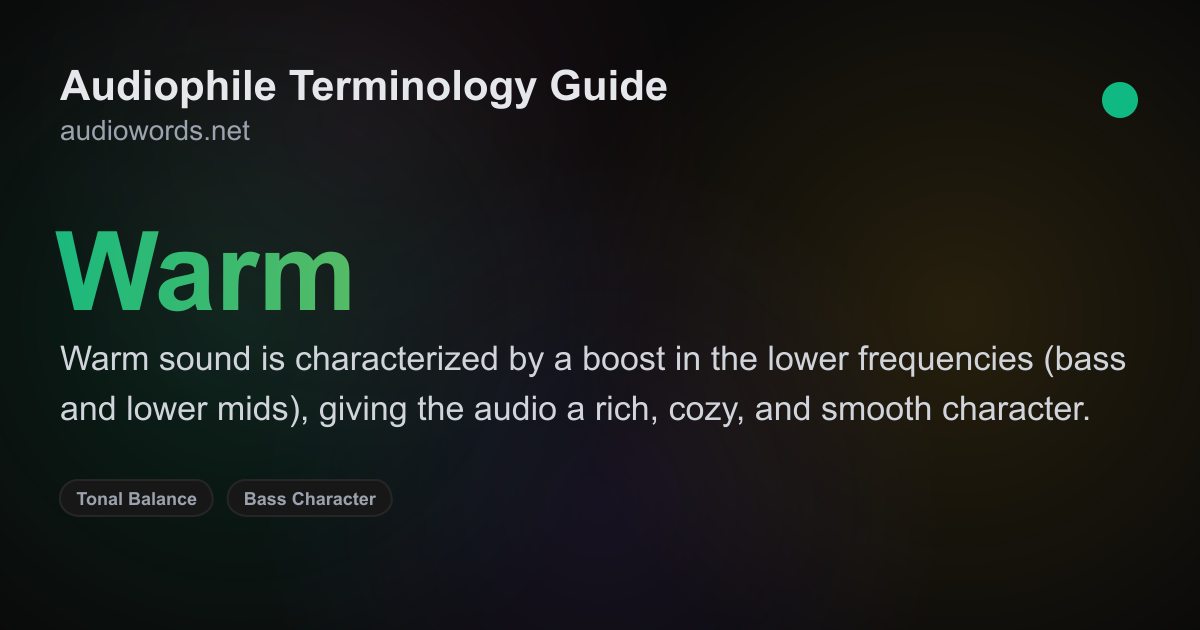 Audiophile Terminology Guide
audiowords.net
Warm
Warm sound is characterized by a boost in the lower frequencies (bass
and lower mids), giving the audio a rich, cozy, and smooth character.
Tonal Balance
Bass Character